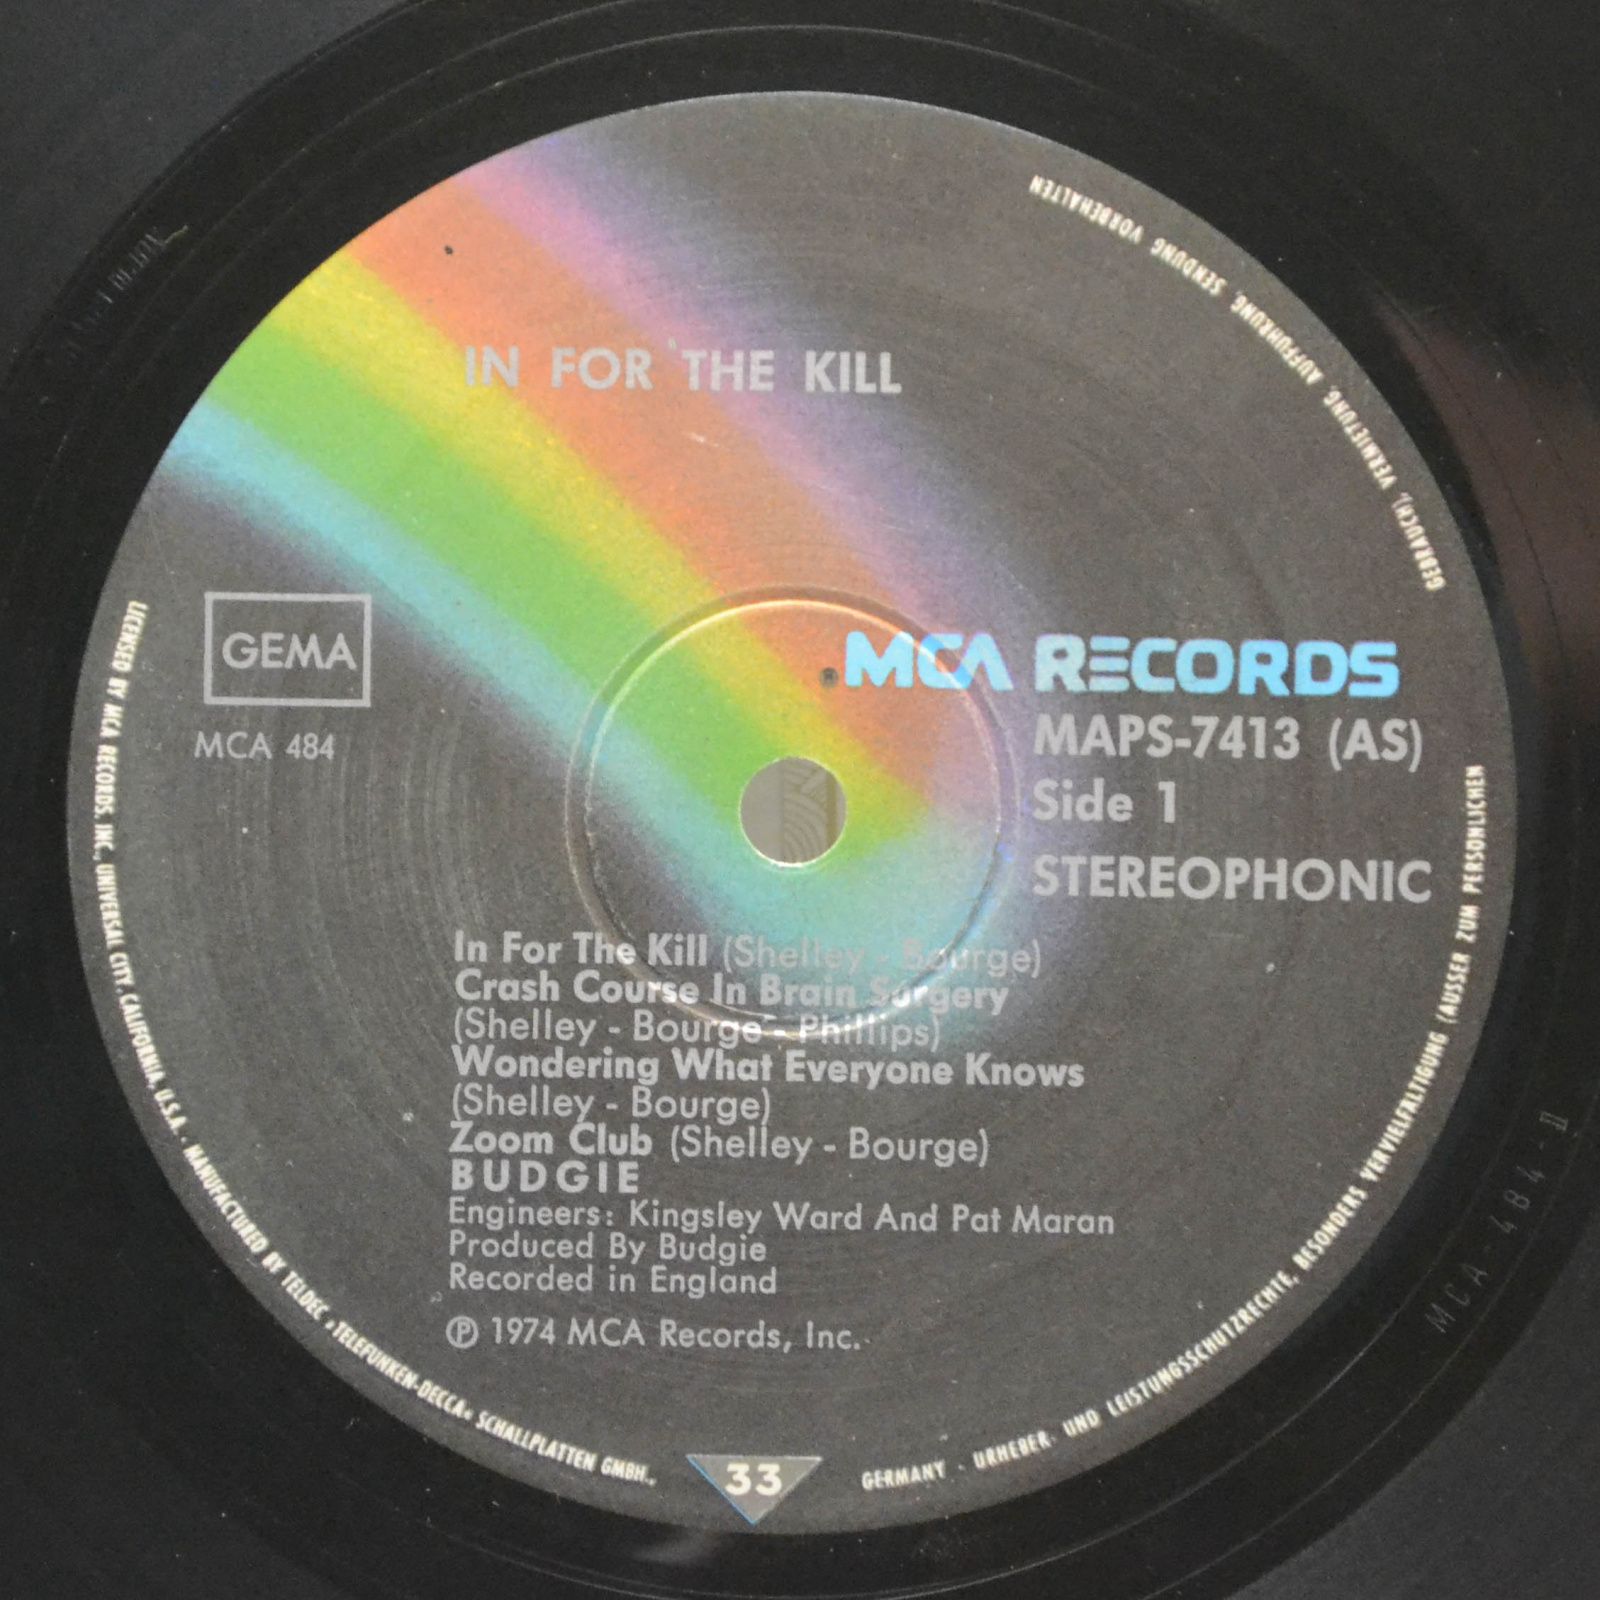 IN FOR THE KILL
GEMA
MCA 484
MCA RECORDS
MAPS-7413 (AS)
Side 1
STEREOPHONIC
In For The Kill (Shelley - Bourge)
Crash Course In Brain Surgery
(Shelley - Bourge - Phillips)
Wondering What Everyone Knows
(Shelley - Bourge)
Zoom Club (Shelley - Bourge)
BUDGIE
Engineers: Kingsley Ward And Pat Maran
Produced By Budgie
Recorded in England
℗ 1974 MCA Records, Inc.
33
LICENSED BY MCA RECORDS, INC., UNIVERSAL CITY, CALIFORNIA, U.S.A. · MANUFACTURED BY TELDEC »TELEFUNKEN-DECCA« SCHALLPLATTEN GMBH.,
GERMANY · URHEBER- UND LEISTUNGSSCHUTZRECHTE, BESONDERS VERVIELFÄLTIGUNG (AUSSER ZUM PERSÖNLICHEN
GEBRAUCH), VERMIETUNG, AUFFÜHRUNG, SENDUNG VORBEHALTEN
MCA-484-II